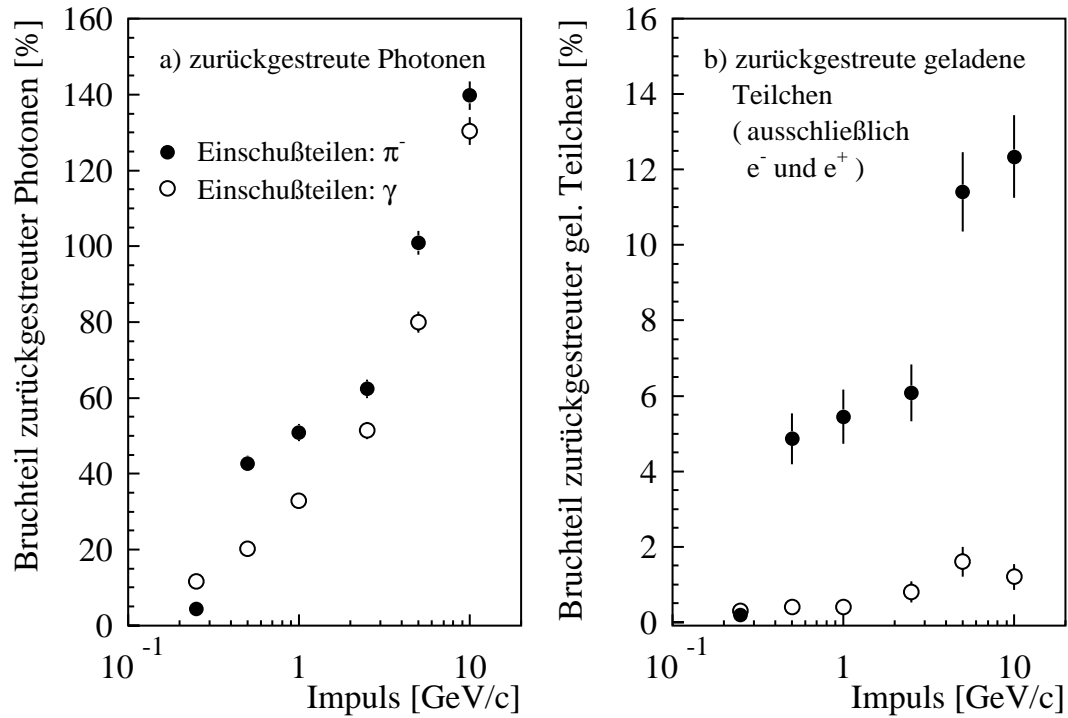 Bruchteil zurückgestreuter Photonen [%]
160
140
120
100
80
60
40
20
0
a) zurückgestreute Photonen
Einschußteilen: π⁻
Einschußteilen: γ
10⁻¹
1
10
Impuls [GeV/c]
Bruchteil zurückgestreuter gel. Teilchen [%]
16
14
12
10
8
6
4
2
0
b) zurückgestreute geladene
Teilchen
( ausschließlich
e⁻ und e⁺ )
10⁻¹
1
10
Impuls [GeV/c]